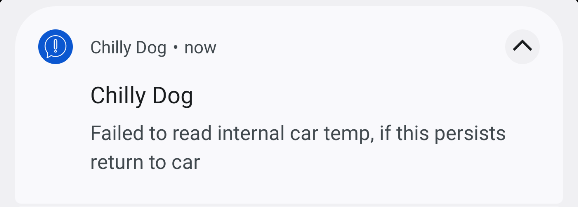 Chilly Dog • now
Chilly Dog
Failed to read internal car temp, if this persists
return to car